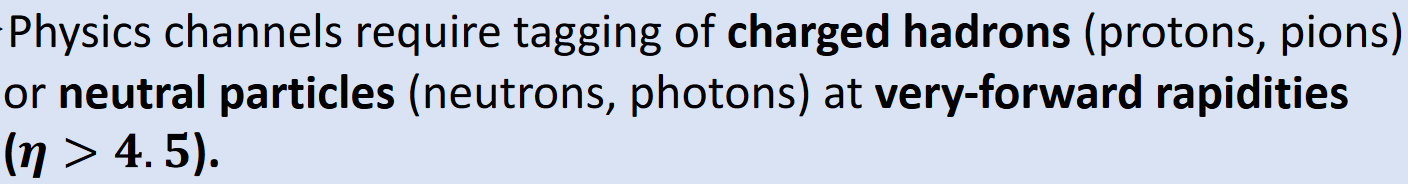 Physics channels require tagging of charged hadrons (protons, pions)
or neutral particles (neutrons, photons) at very-forward rapidities
(η > 4.5).